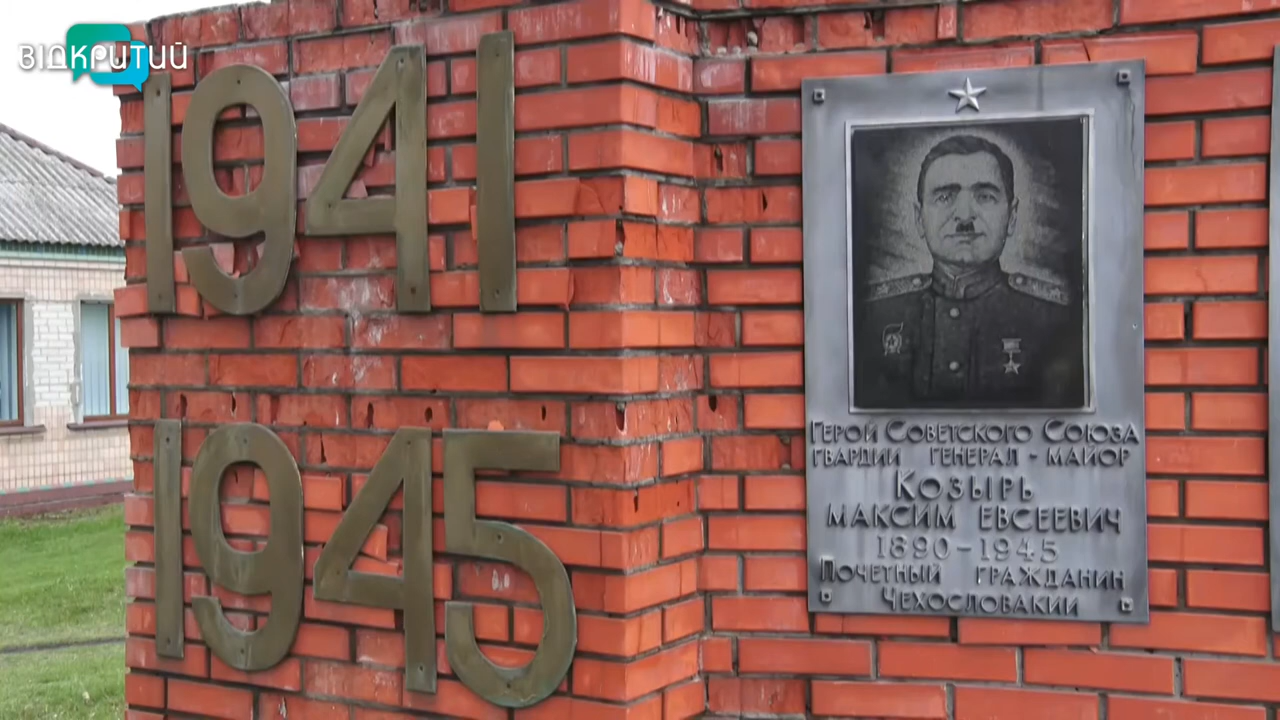 ВІДКРИТИЙ
1941
1945
Герой Советского Союза
гвардии генерал - майор
Козырь
Максим Евсеевич
1890-1945
Почетный гражданин
Чехословакии